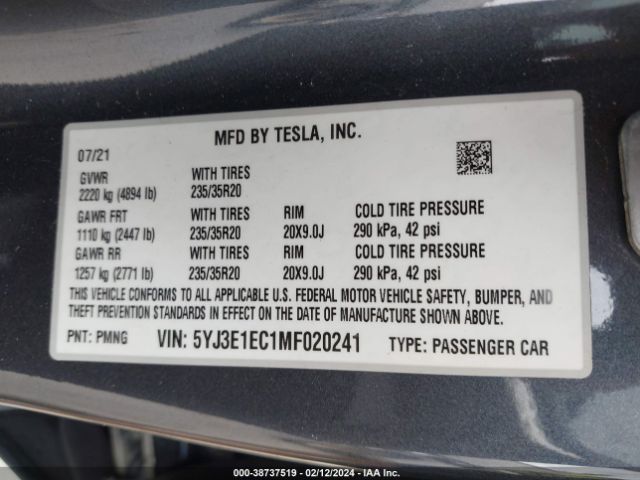 MFD BY TESLA, INC.
07/21
GVWR WITH TIRES
2220 kg (4894 lb) 235/35R20
GAWR FRT WITH TIRES RIM COLD TIRE PRESSURE
1110 kg (2447 lb) 235/35R20 20X9.0J 290 kPa, 42 psi
GAWR RR WITH TIRES RIM COLD TIRE PRESSURE
1257 kg (2771 lb) 235/35R20 20X9.0J 290 kPa, 42 psi
THIS VEHICLE CONFORMS TO ALL APPLICABLE U.S. FEDERAL MOTOR VEHICLE SAFETY, BUMPER, AND
THEFT PREVENTION STANDARDS IN EFFECT ON THE DATE OF MANUFACTURE SHOWN ABOVE.
PNT: PMNG VIN: 5YJ3E1EC1MF020241 TYPE: PASSENGER CAR
000-38737519 - 02/12/2024 - IAA Inc.